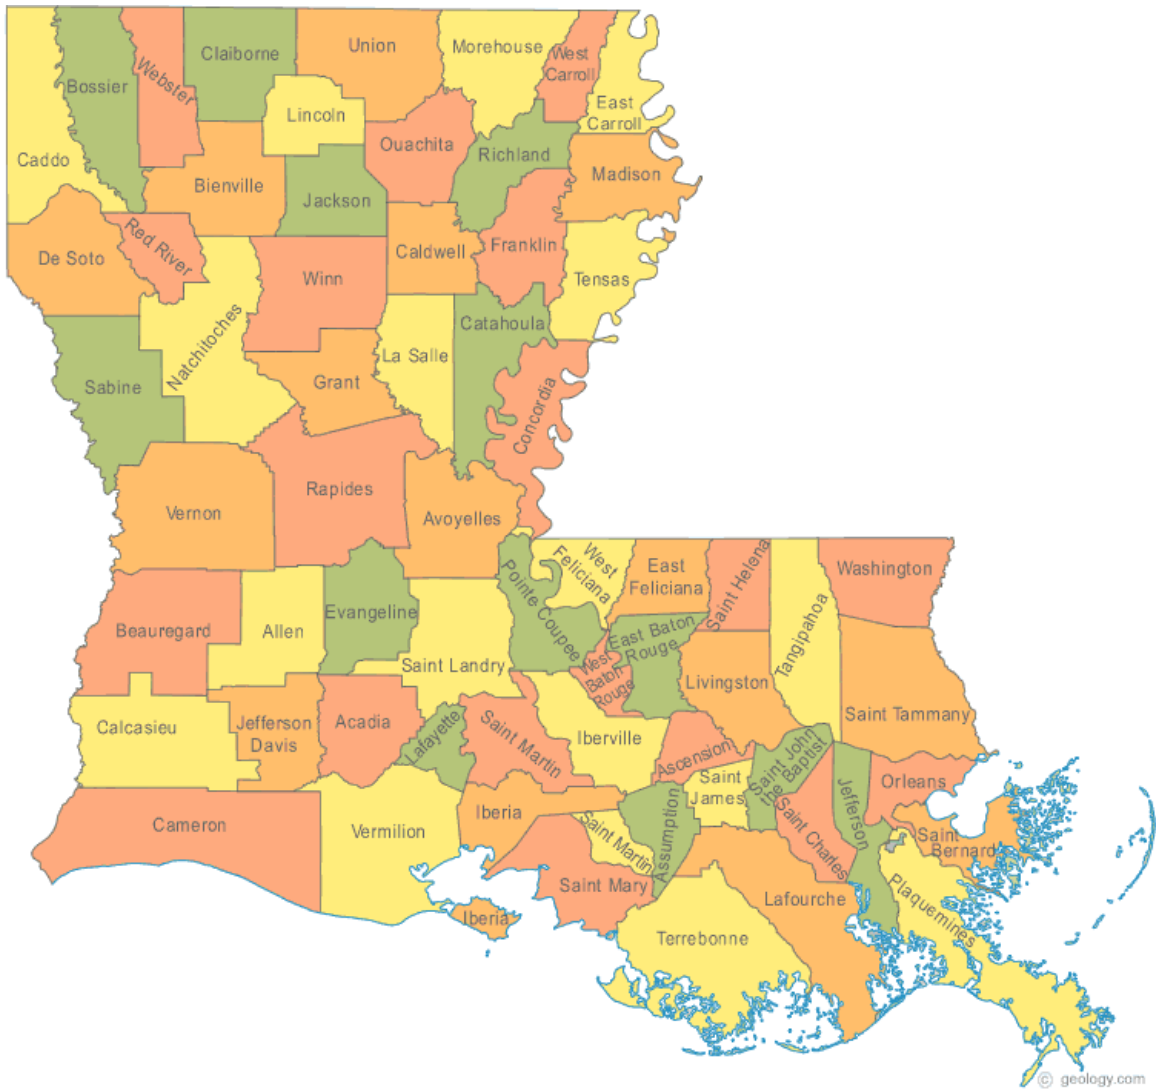 Caddo
Bossier
Webster
Claiborne
Union
Morehouse
West
Carroll
East
Carroll
Lincoln
Ouachita
Richland
Madison
Bienville
Jackson
De Soto
Red River
Natchitoches
Winn
Caldwell
Franklin
Tensas
Catahoula
La Salle
Sabine
Grant
Concordia
Vernon
Rapides
Avoyelles
Beauregard
Allen
Evangeline
Saint Landry
Pointe Coupee
West
Feliciana
East
Feliciana
Saint Helena
Tangipahoa
Washington
East Baton
Rouge
West
Baton
Rouge
Livingston
Saint Tammany
Calcasieu
Jefferson
Davis
Acadia
Lafayette
Saint Martin
Iberville
Ascension
Saint
James
Saint John
the Baptist
Saint Charles
Jefferson
Orleans
Saint
Bernard
Cameron
Vermilion
Iberia
Saint Martin
Assumption
Saint Mary
Iberia
Lafourche
Terrebonne
Plaquemines
© geology.com